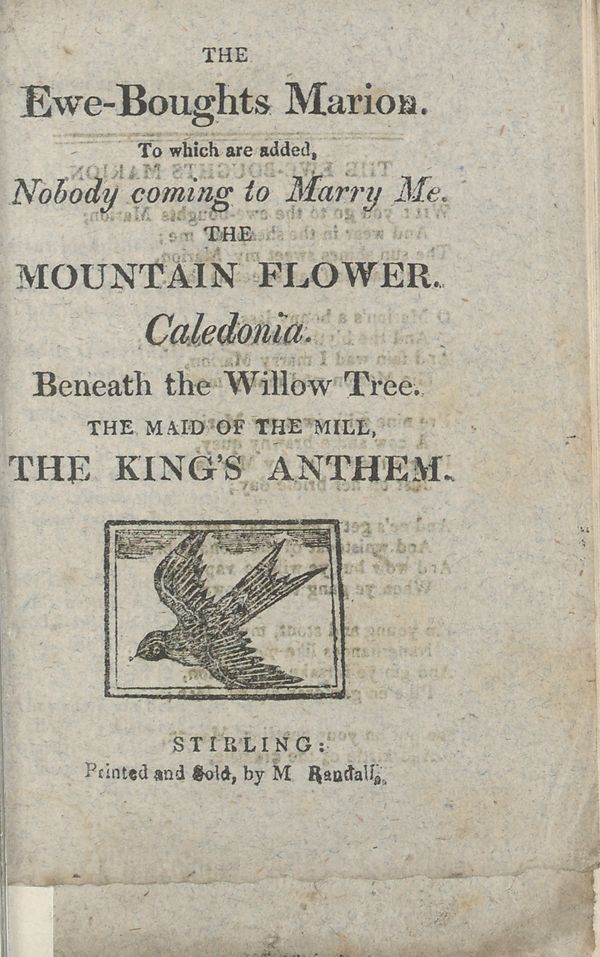 THE
Ewe-Boughts Marion.
To which are added,
Nobody coming to Marry Me.
THE
MOUNTAIN FLOWER.
Caledonia.
Beneath the Willow Tree.
THE MAID OF THE MILL,
THE KING'S ANTHEM.
STIRLING:
Printed and Sold, by M. Randall,